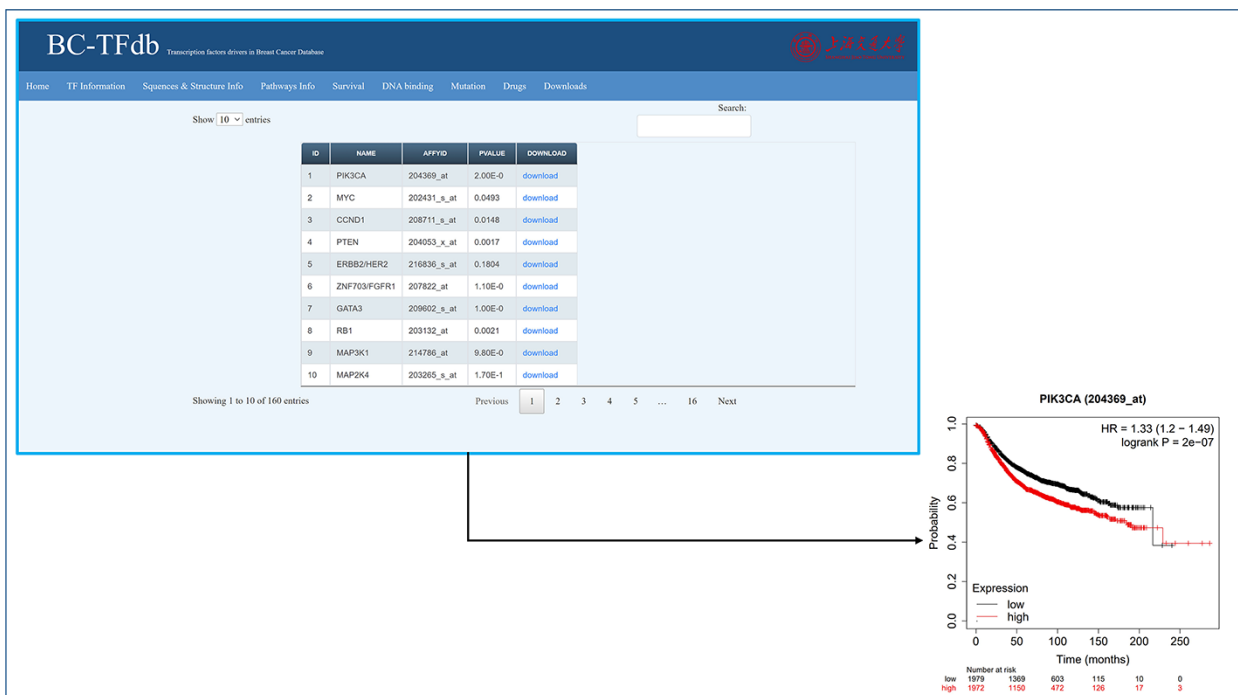 BC-TFdb Transcription factors drivers in Breast Cancer Database
上海交通大学
Home TF Information Squences & Structure Info Pathways Info Survival DNA binding Mutation Drugs Downloads
Show 10 entries
Search:
ID NAME AFFYID PVALUE DOWNLOAD
1 PIK3CA 204369_at 2.00E-0 download
2 MYC 202431_s_at 0.0493 download
3 CCND1 208711_s_at 0.0148 download
4 PTEN 204053_x_at 0.0017 download
5 ERBB2/HER2 216836_s_at 0.1804 download
6 ZNF703/FGFR1 207822_at 1.10E-0 download
7 GATA3 209602_s_at 1.00E-0 download
8 RB1 203132_at 0.0021 download
9 MAP3K1 214786_at 9.80E-0 download
10 MAP2K4 203265_s_at 1.70E-1 download
Showing 1 to 10 of 160 entries
Previous 1 2 3 4 5 ... 16 Next
PIK3CA (204369_at)
HR = 1.33 (1.2 − 1.49)
logrank P = 2e−07
Probability
1.0
0.8
0.6
0.4
0.2
0.0
Expression
low
high
0 50 100 150 200 250
Time (months)
Number at risk
low 1979 1369 603 115 10 0
high 1972 1150 472 126 17 3